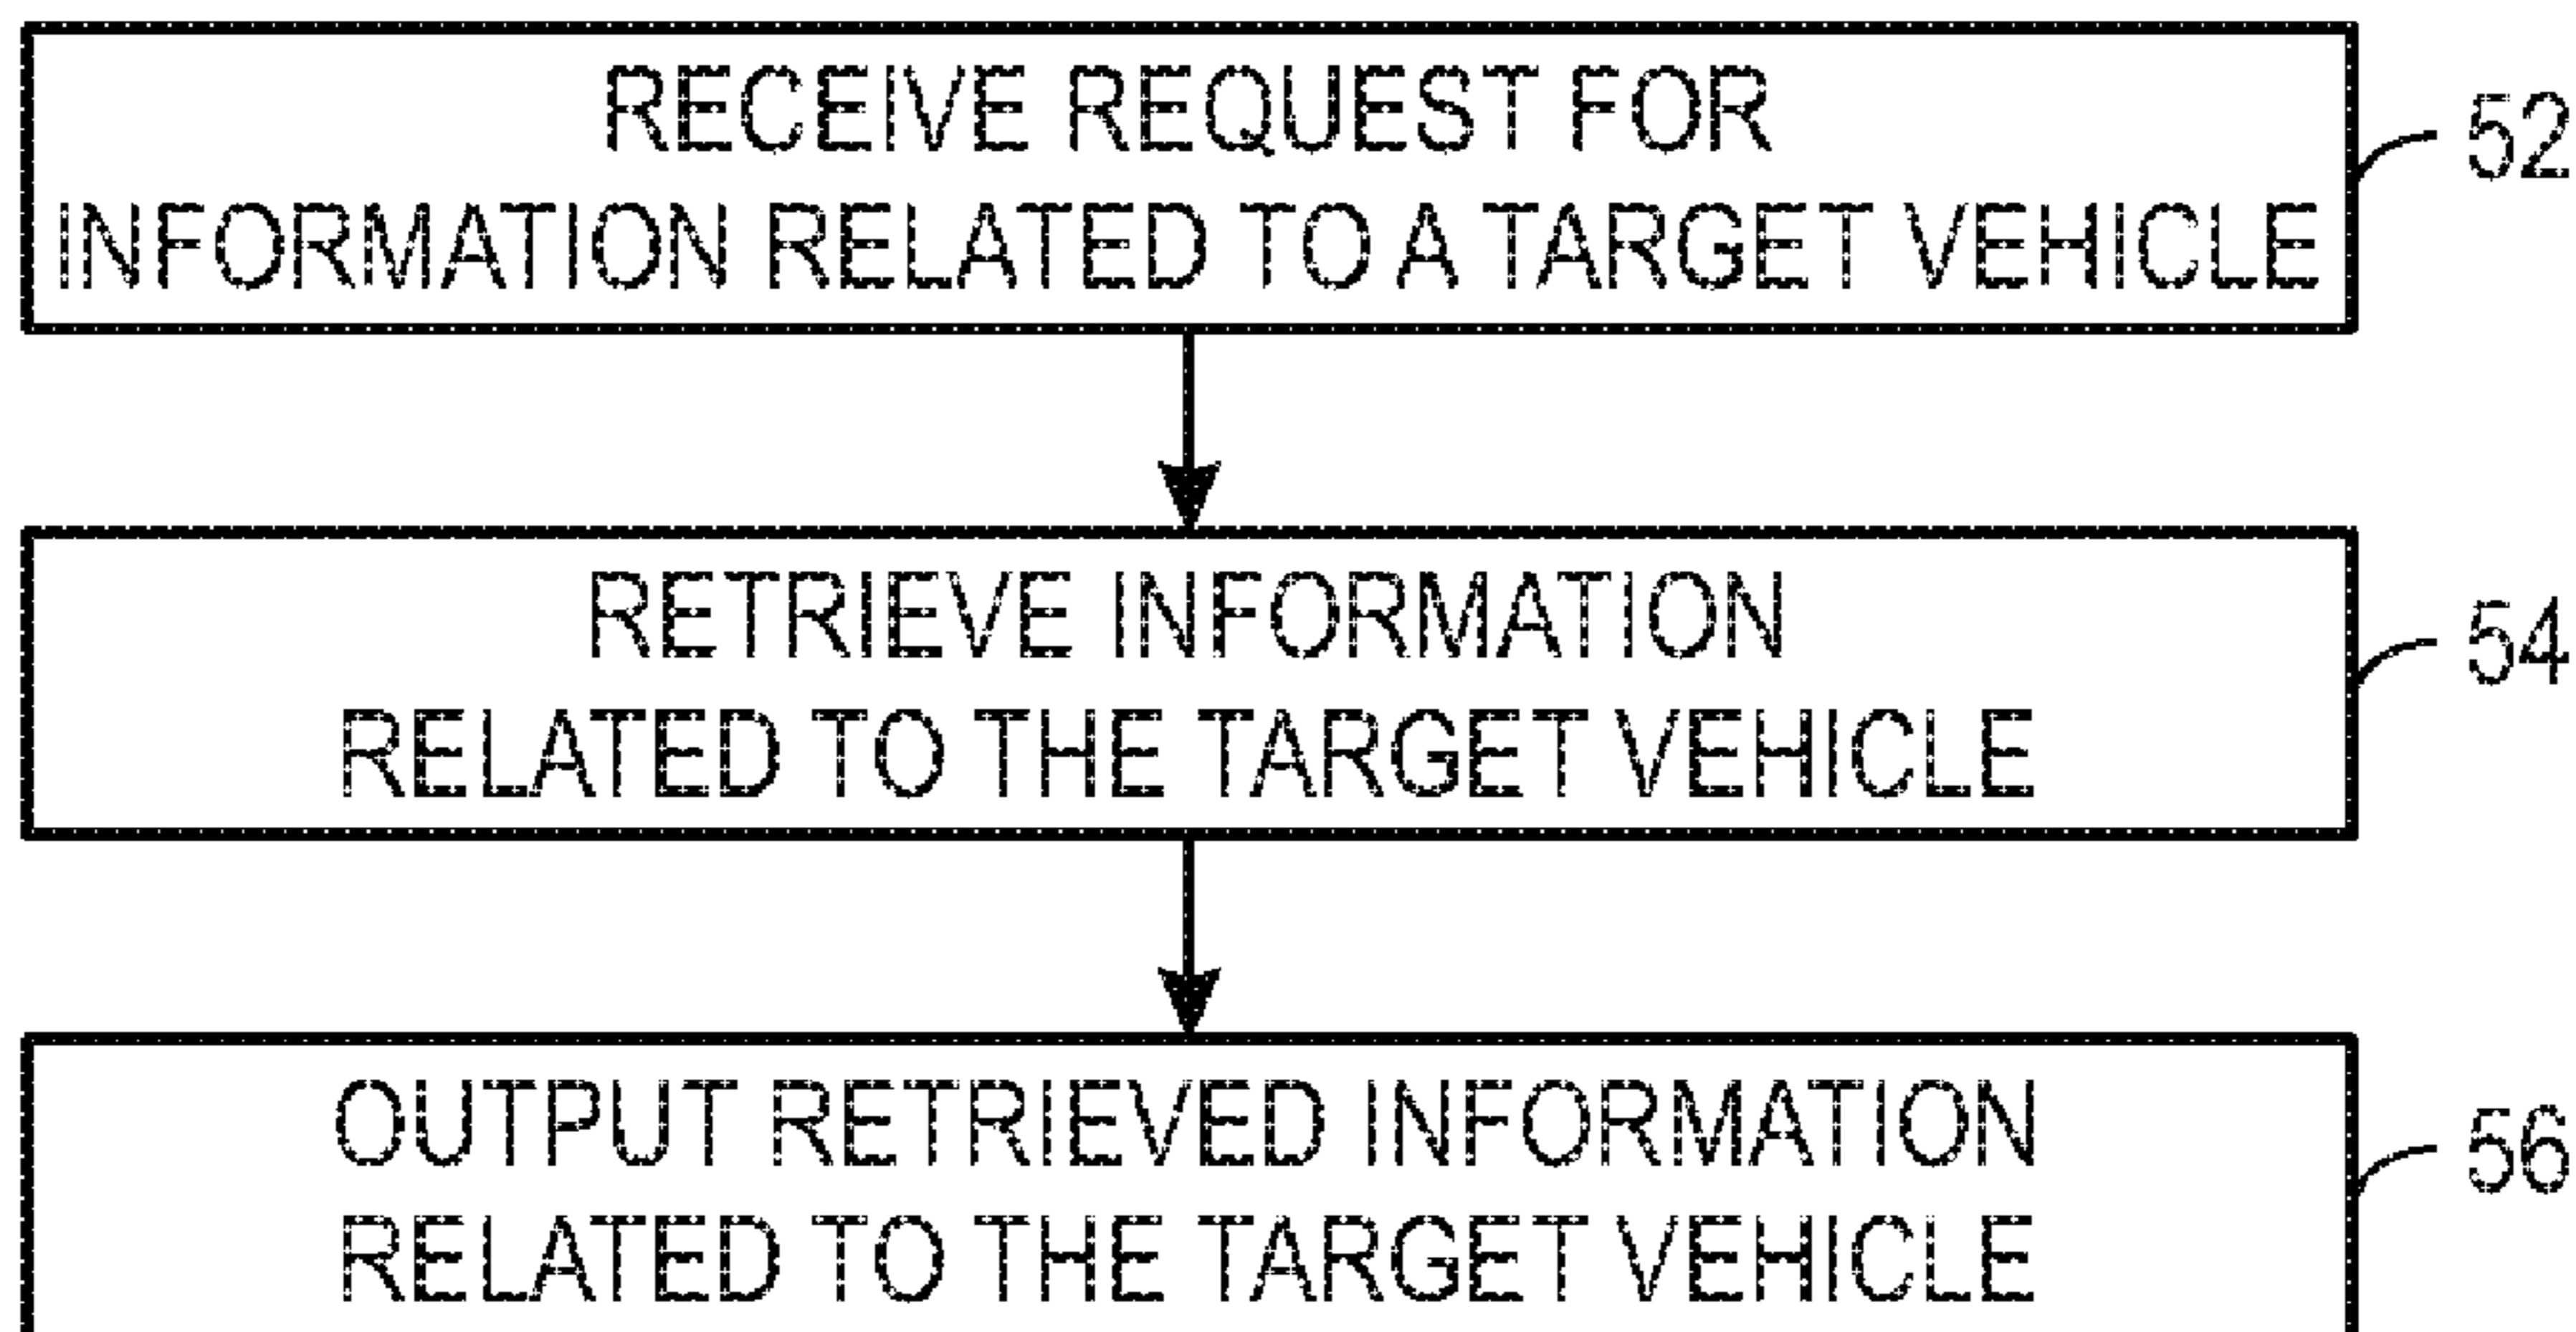 RECEIVE REQUEST FOR
INFORMATION RELATED TO A TARGET VEHICLE
52
RETRIEVE INFORMATION
RELATED TO THE TARGET VEHICLE
54
OUTPUT RETRIEVED INFORMATION
RELATED TO THE TARGET VEHICLE
56